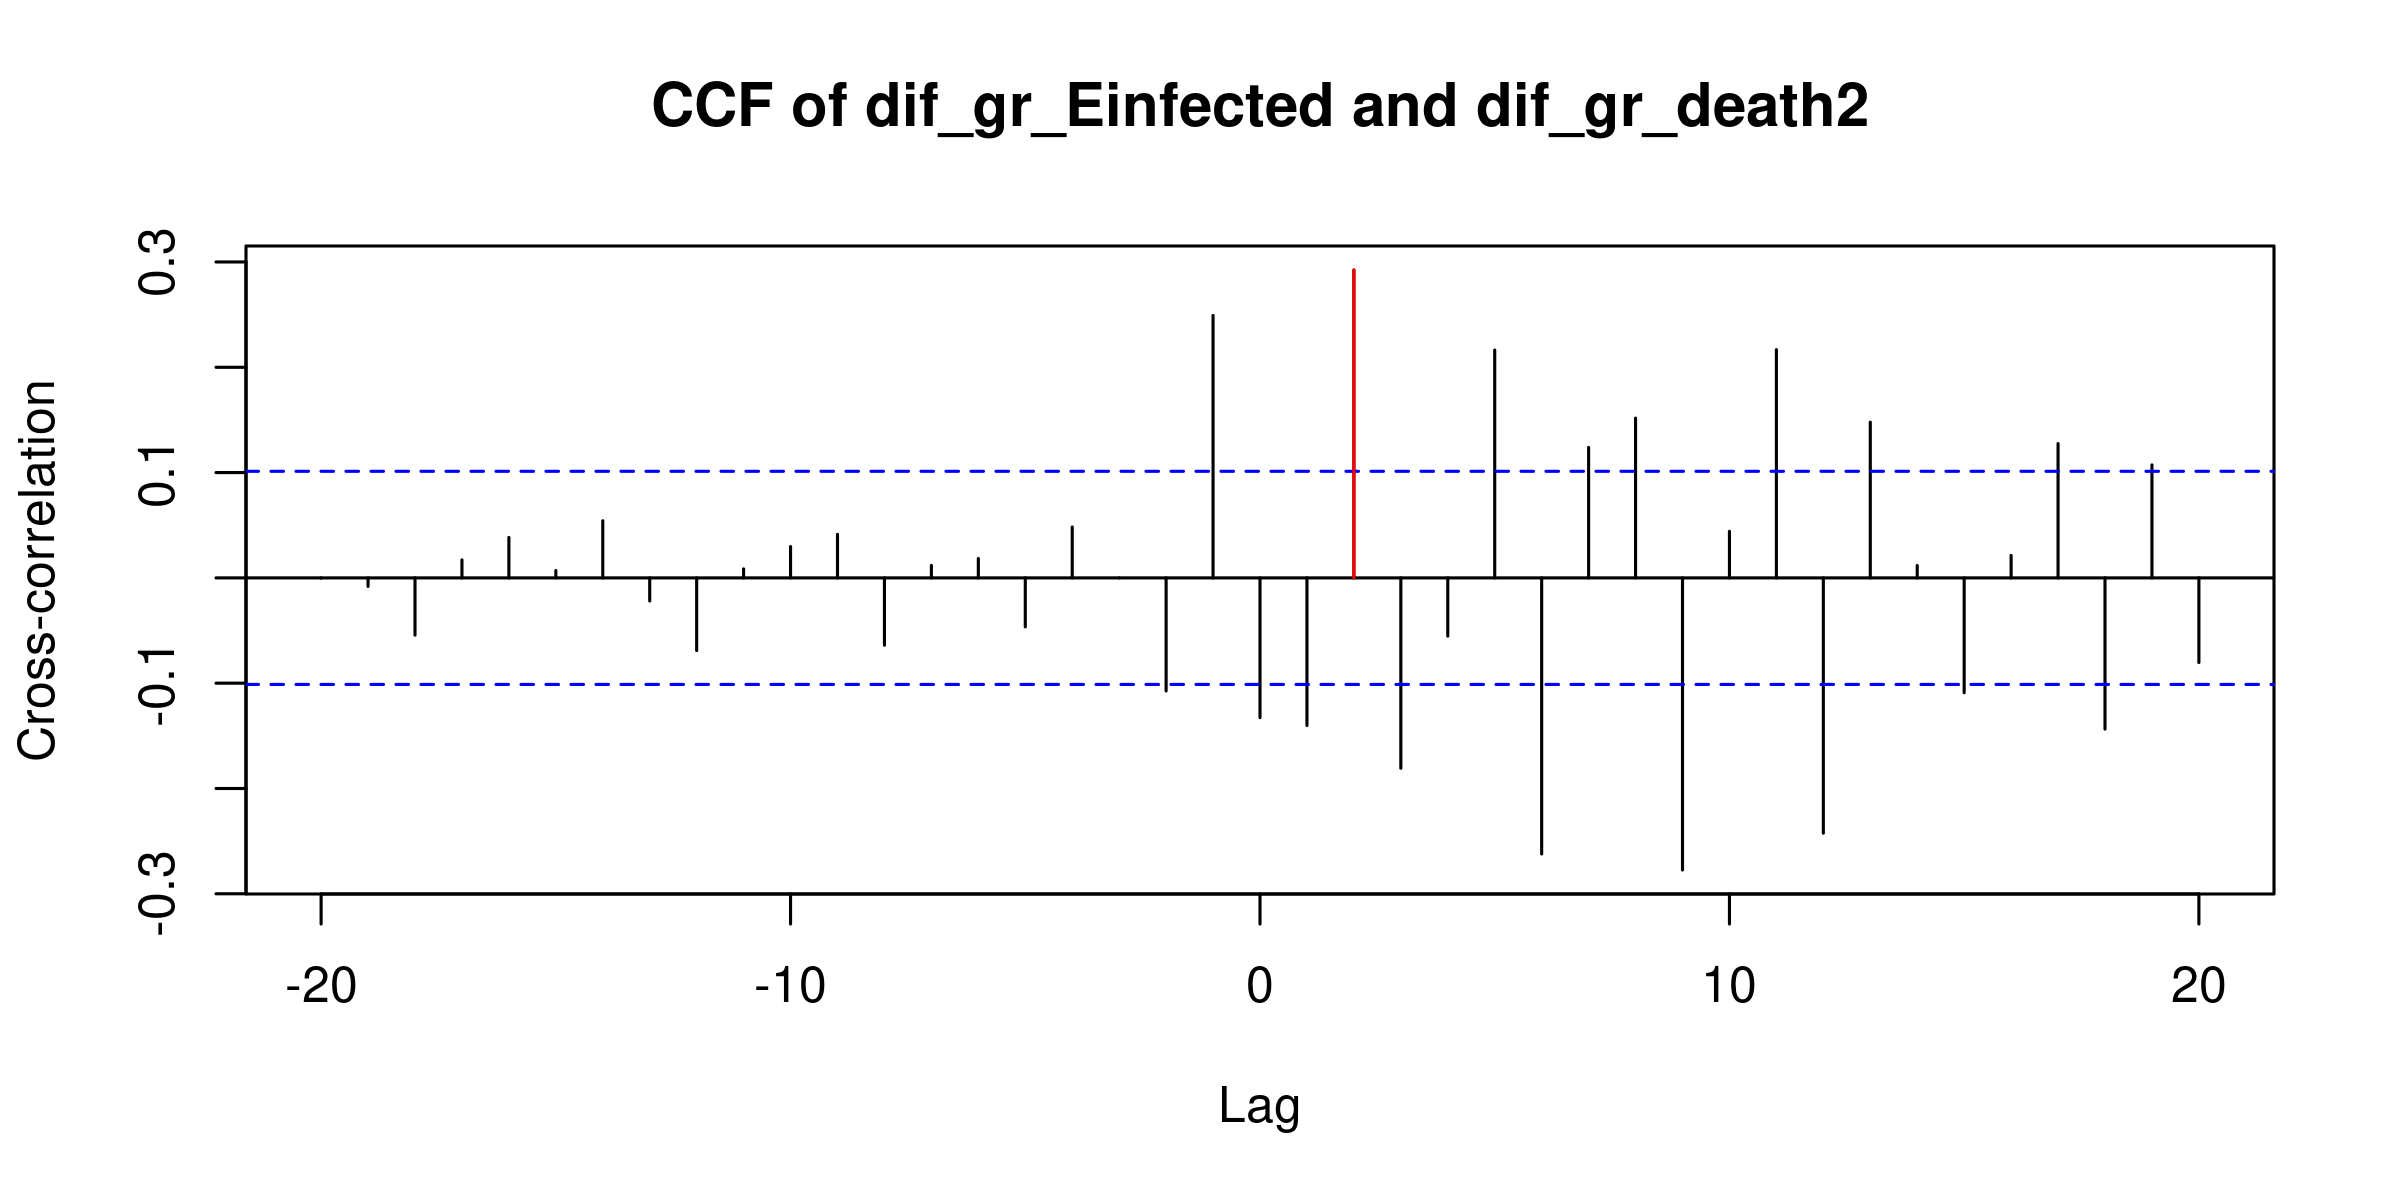 CCF of dif_gr_Einfected and dif_gr_death2
Cross-correlation
0.3
0.1
-0.1
-0.3
-20 -10 0 10 20
Lag